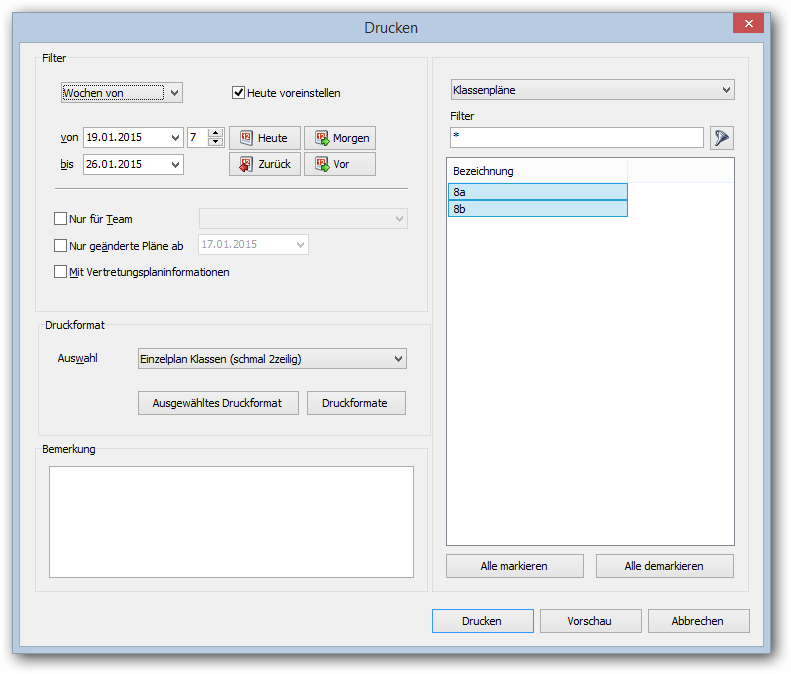 Drucken
Filter
Wochen von
Heute voreinstellen
von 19.01.2015 7 Heute Morgen
bis 26.01.2015 Zurück Vor
Nur für Team
Nur geänderte Pläne ab 17.01.2015
Mit Vertretungsplaninformationen
Druckformat
Auswahl Einzelplan Klassen (schmal 2zeilig)
Ausgewähltes Druckformat Druckformate
Bemerkung
Klassenpläne
Filter
*
Bezeichnung
8a
8b
Alle markieren Alle demarkieren
Drucken Vorschau Abbrechen